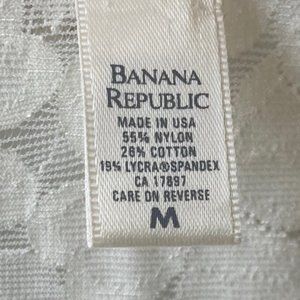 BANANA
REPUBLIC
MADE IN USA
55% NYLON
26% COTTON
19% LYCRA®SPANDEX
CA 17897
CARE ON REVERSE
M